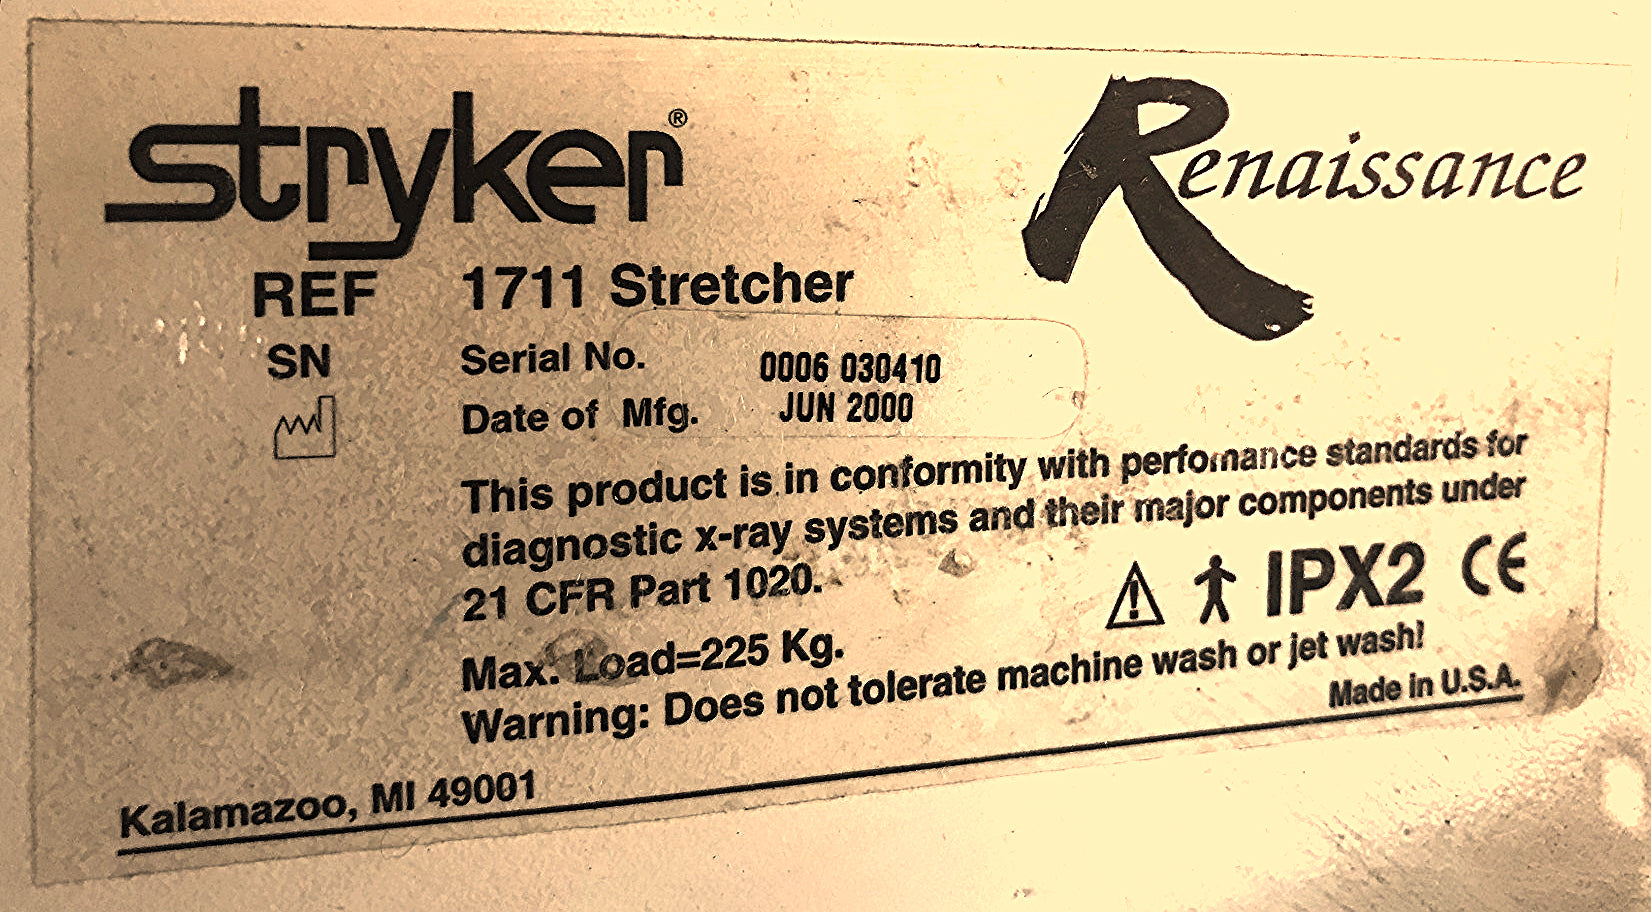 stryker®
Renaissance
REF 1711 Stretcher
SN Serial No. 0006 030410
Date of Mfg. JUN 2000
This product is in conformity with perfomance standards for
diagnostic x-ray systems and their major components under
21 CFR Part 1020.
IPX2 CE
Max. Load=225 Kg.
Warning: Does not tolerate machine wash or jet wash!
Made in U.S.A.
Kalamazoo, MI 49001